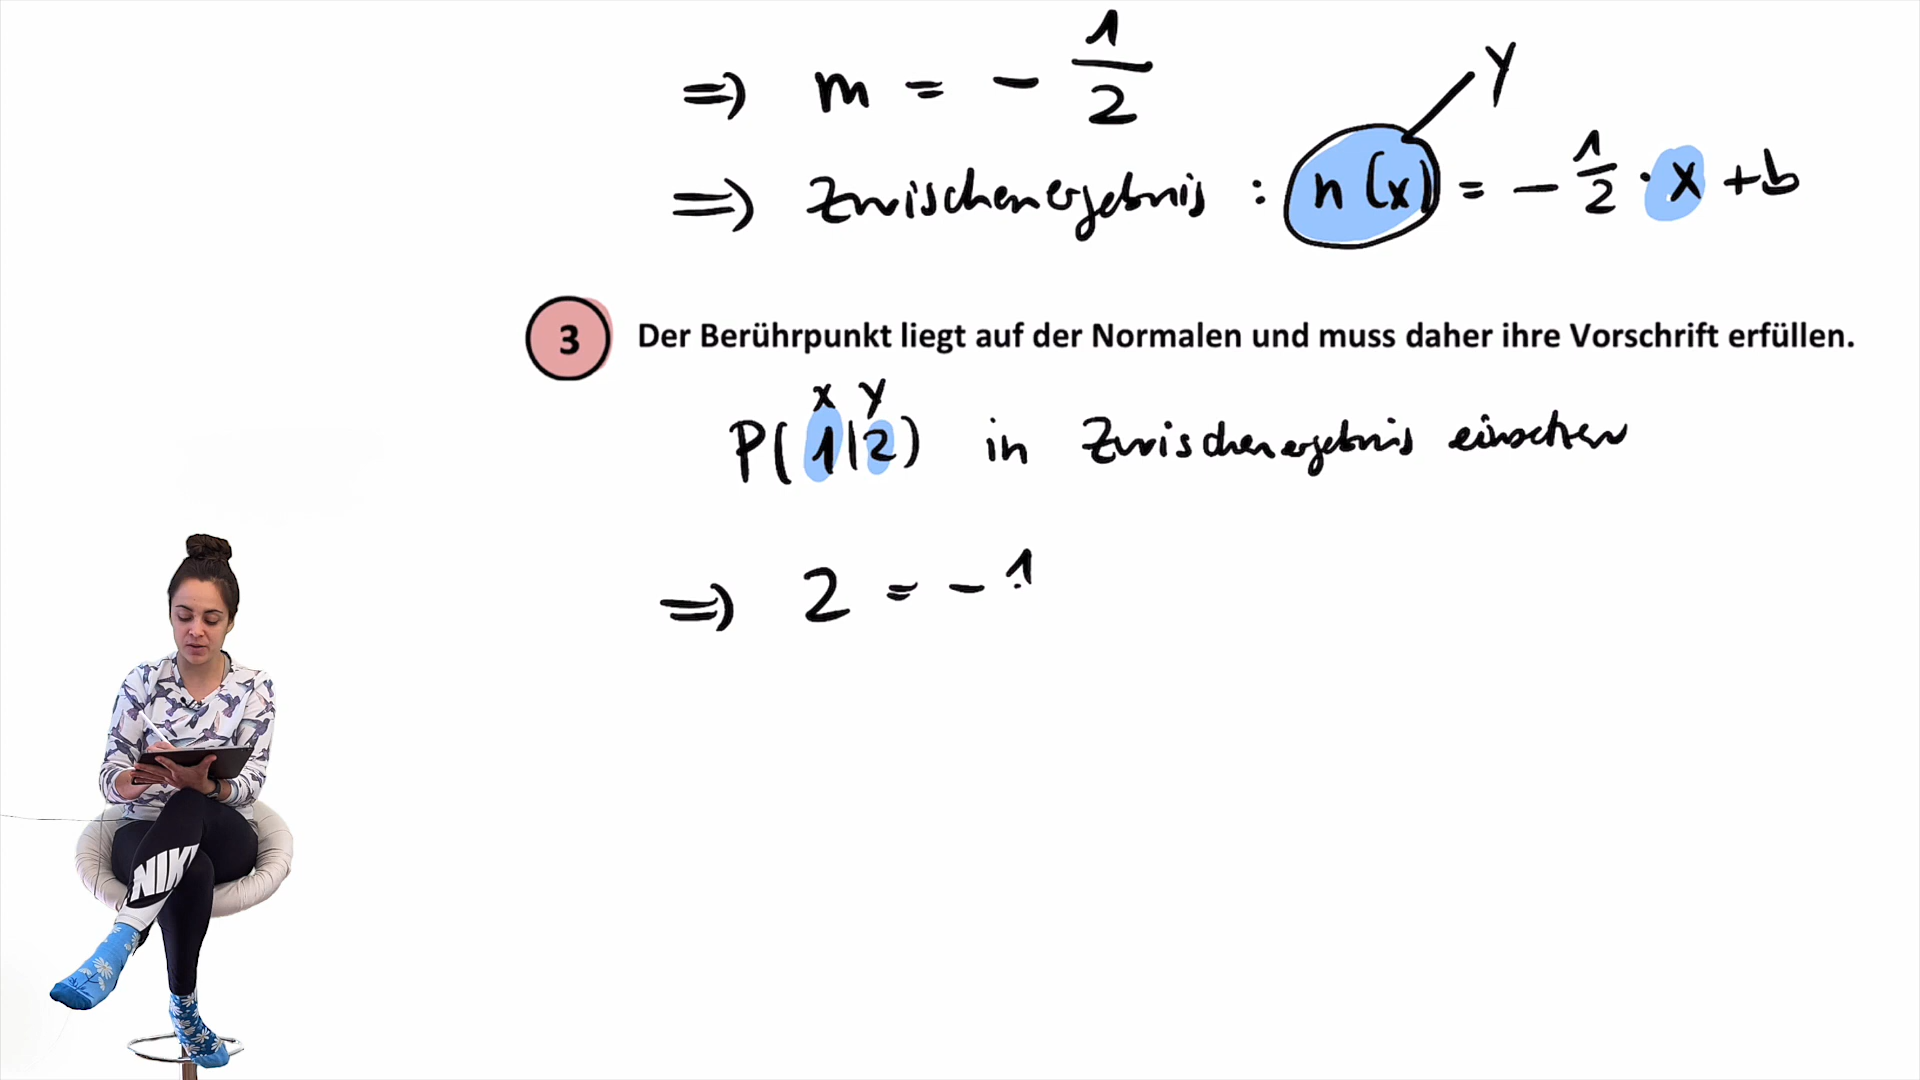 => m = - 1/2
y
=> Zwischenergebnis : n(x) = - 1/2 · x + b
3 Der Berührpunkt liegt auf der Normalen und muss daher ihre Vorschrift erfüllen.
x y
P(1|2) in Zwischenergebnis einsetzen
=> 2 = - 1
NIKE